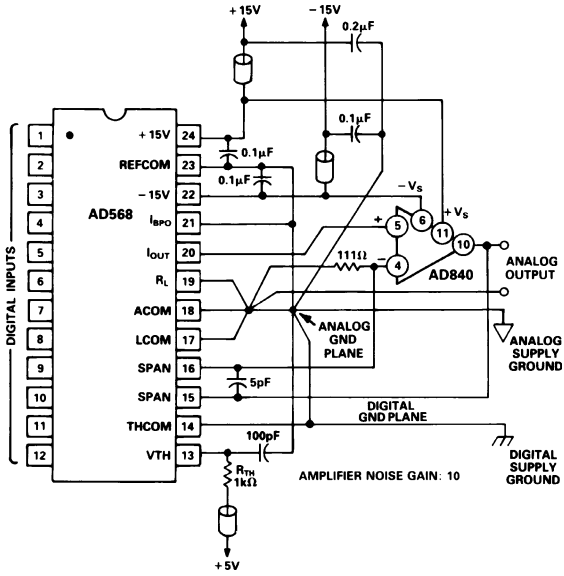 +15V
-15V
0.2µF
0.1µF
DIGITAL INPUTS
1
2
3
4
5
6
7
8
9
10
11
12
AD568
+15V 24
REFCOM 23
-15V 22
IBPO 21
IOUT 20
RL 19
ACOM 18
LCOM 17
SPAN 16
SPAN 15
THCOM 14
VTH 13
0.1µF
0.1µF
-VS
+VS
6
11
+
5
10
111Ω
-
4
AD840
ANALOG
OUTPUT
ANALOG
GND
PLANE
ANALOG
SUPPLY
GROUND
5pF
DIGITAL
GND PLANE
100pF
RTH
1kΩ
AMPLIFIER NOISE GAIN: 10
DIGITAL
SUPPLY
GROUND
+5V